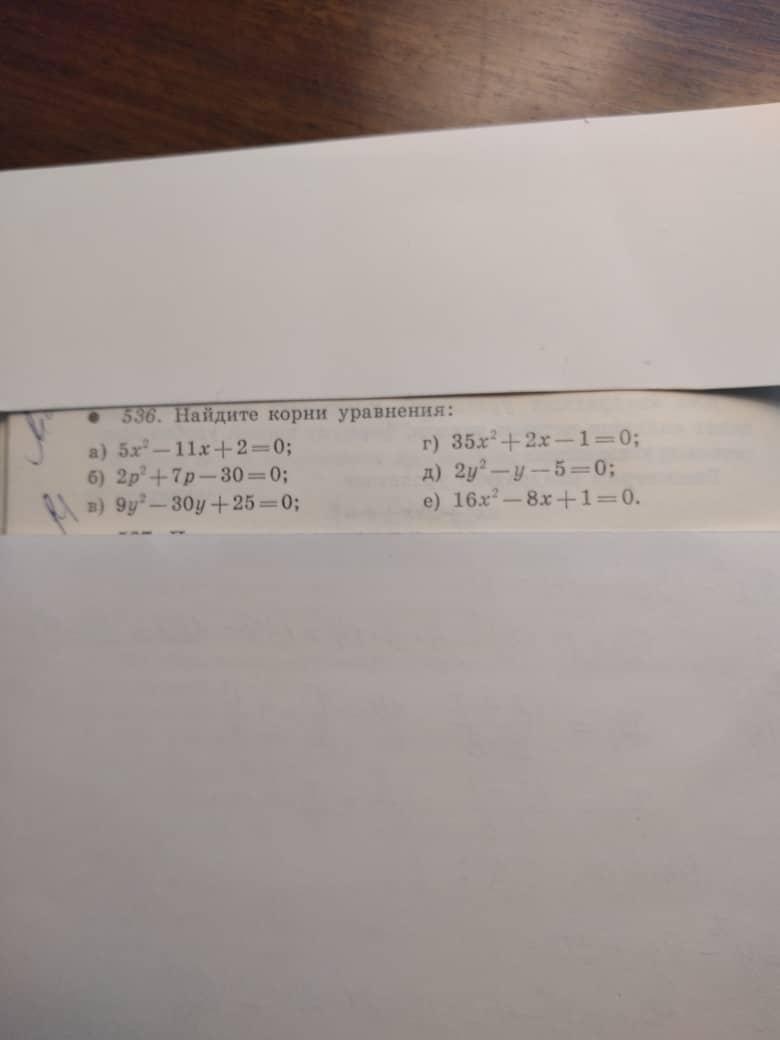 • 536. Найдите корни уравнения:
а) 5x² − 11x + 2 = 0;
б) 2p² + 7p − 30 = 0;
в) 9y² − 30y + 25 = 0;
г) 35x² + 2x − 1 = 0;
д) 2y² − y − 5 = 0;
е) 16x² − 8x + 1 = 0.